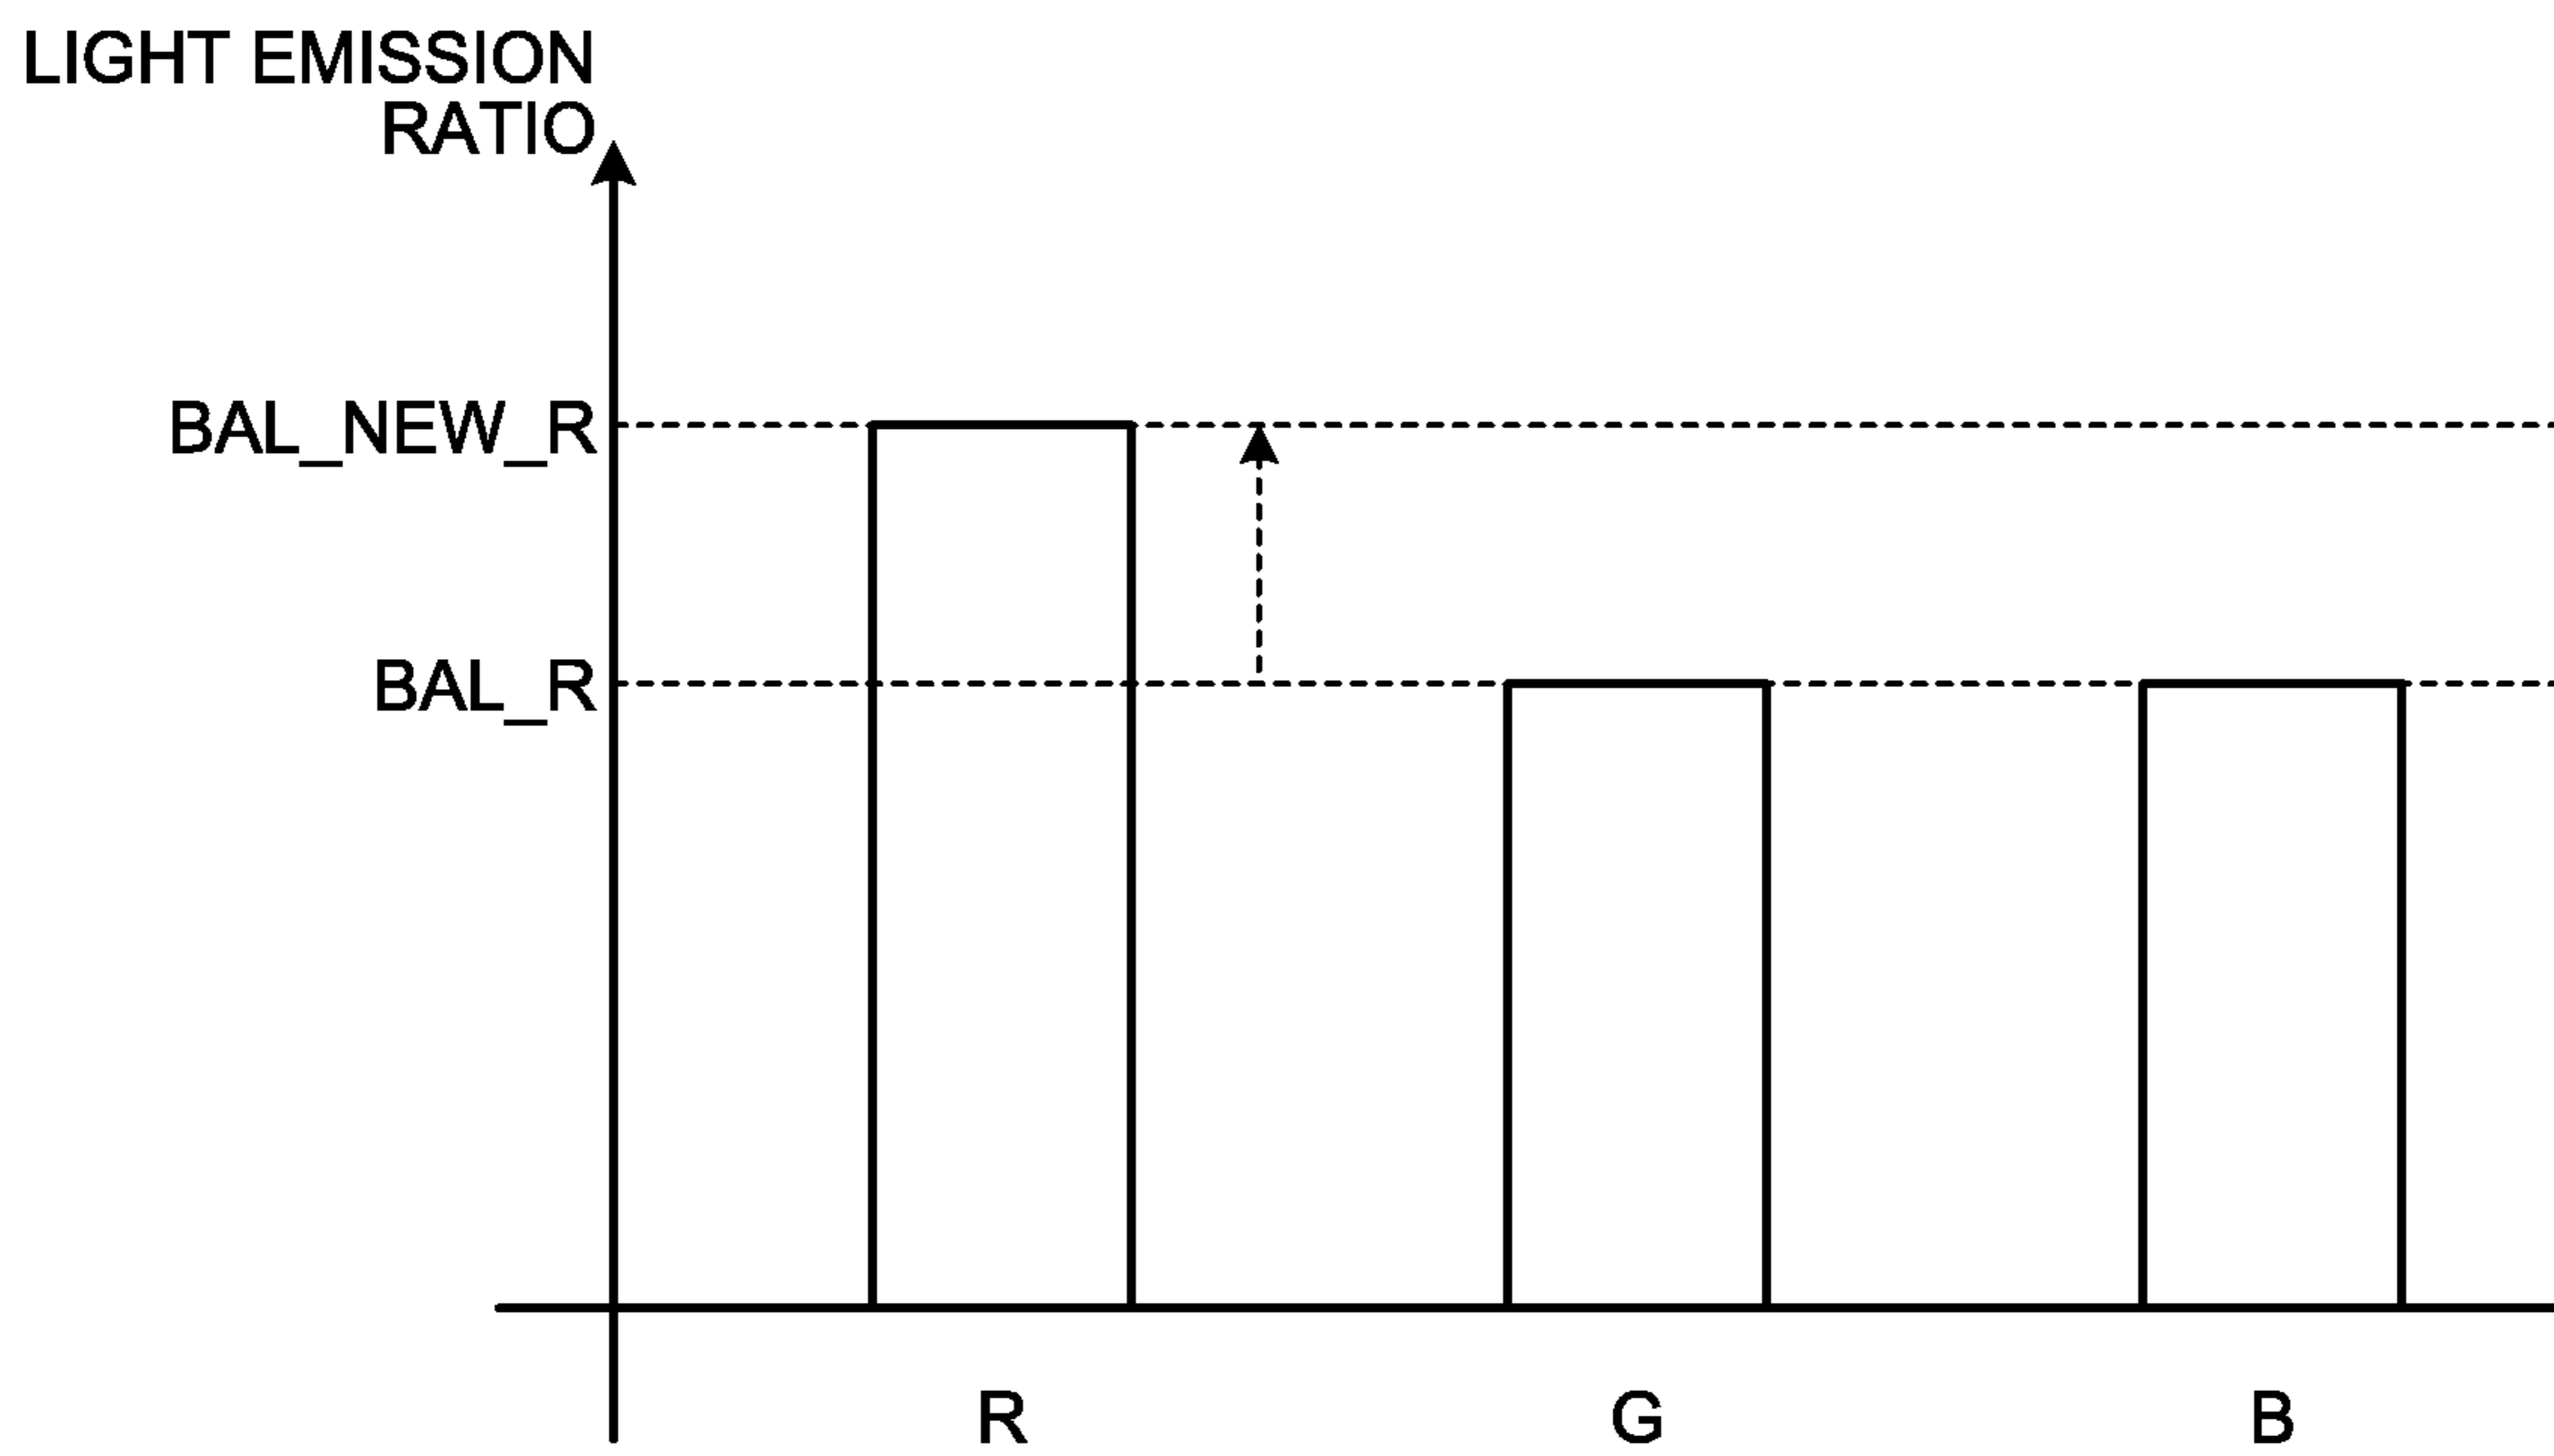 LIGHT EMISSION
RATIO
BAL_NEW_R
BAL_R
R
G
B